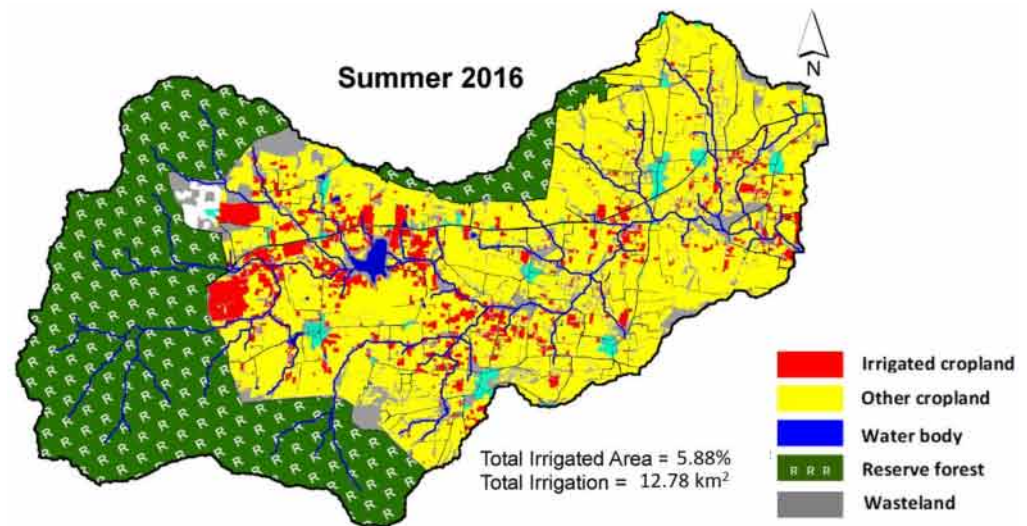 Summer 2016
N
Irrigated cropland
Other cropland
Water body
R R R
Reserve forest
Wasteland
Total Irrigated Area = 5.88%
Total Irrigation = 12.78 km²